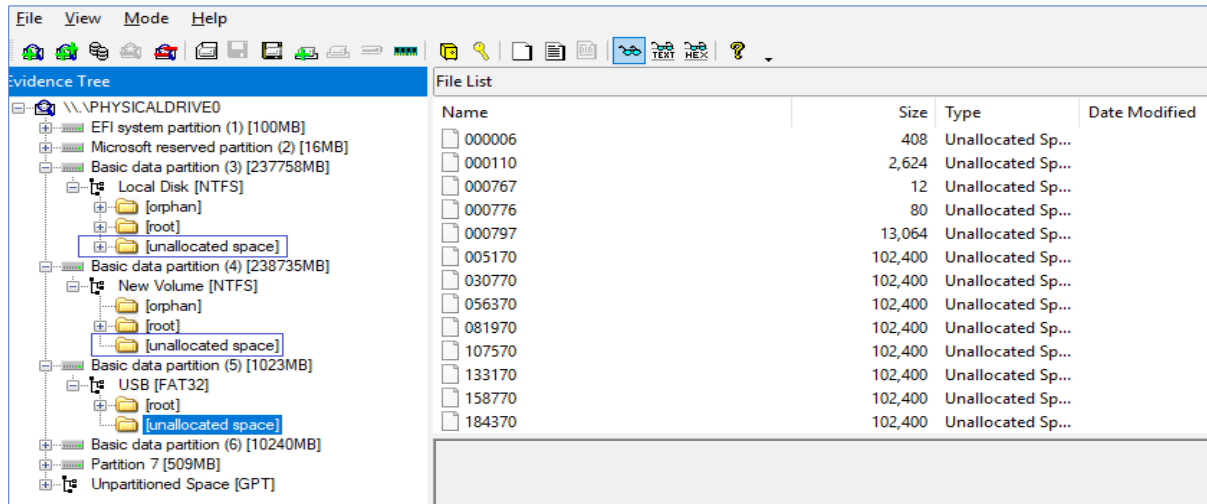 File View Mode Help
DIR TEXT HEX
Evidence Tree
\\.\PHYSICALDRIVE0
EFI system partition (1) [100MB]
Microsoft reserved partition (2) [16MB]
Basic data partition (3) [237758MB]
Local Disk [NTFS]
[orphan]
[root]
[unallocated space]
Basic data partition (4) [238735MB]
New Volume [NTFS]
[orphan]
[root]
[unallocated space]
Basic data partition (5) [1023MB]
USB [FAT32]
[root]
[unallocated space]
Basic data partition (6) [10240MB]
Partition 7 [509MB]
Unpartitioned Space [GPT]
File List
Name Size Type Date Modified
000006 408 Unallocated Sp...
000110 2,624 Unallocated Sp...
000767 12 Unallocated Sp...
000776 80 Unallocated Sp...
000797 13,064 Unallocated Sp...
005170 102,400 Unallocated Sp...
030770 102,400 Unallocated Sp...
056370 102,400 Unallocated Sp...
081970 102,400 Unallocated Sp...
107570 102,400 Unallocated Sp...
133170 102,400 Unallocated Sp...
158770 102,400 Unallocated Sp...
184370 102,400 Unallocated Sp...